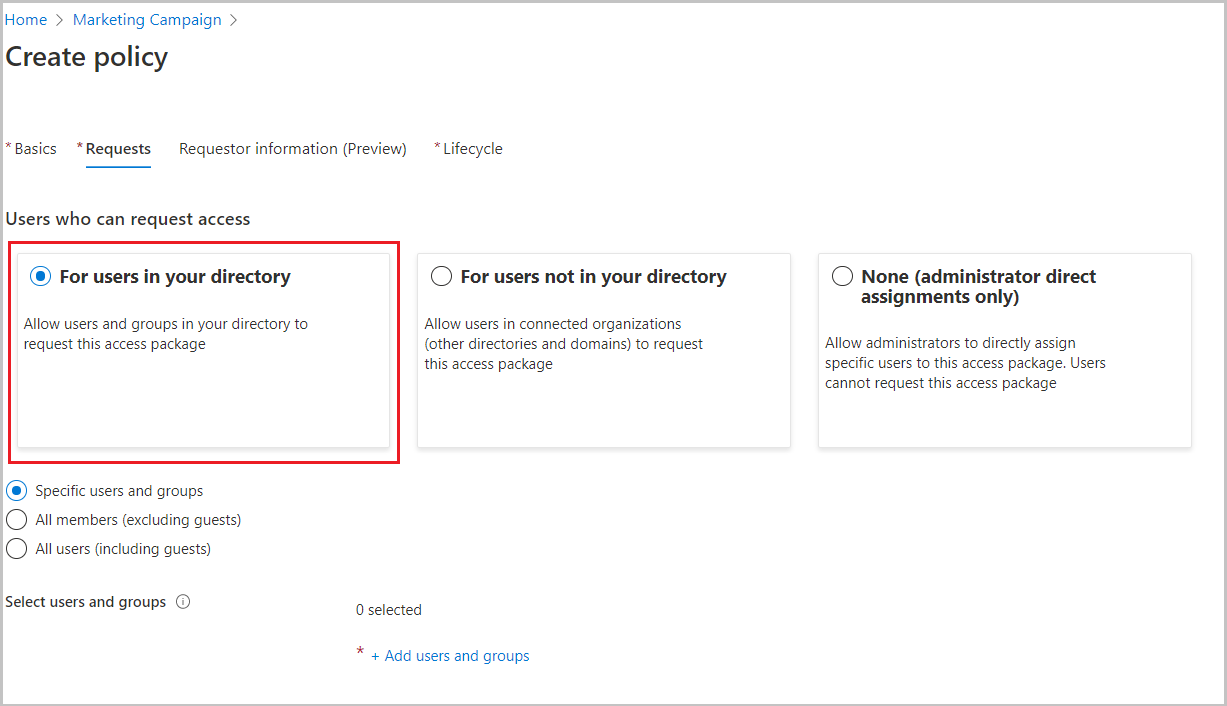 Home > Marketing Campaign >
Create policy
* Basics * Requests Requestor information (Preview) * Lifecycle
Users who can request access
For users in your directory
Allow users and groups in your directory to
request this access package
For users not in your directory
Allow users in connected organizations
(other directories and domains) to request
this access package
None (administrator direct
assignments only)
Allow administrators to directly assign
specific users to this access package. Users
cannot request this access package
Specific users and groups
All members (excluding guests)
All users (including guests)
Select users and groups
0 selected
* + Add users and groups